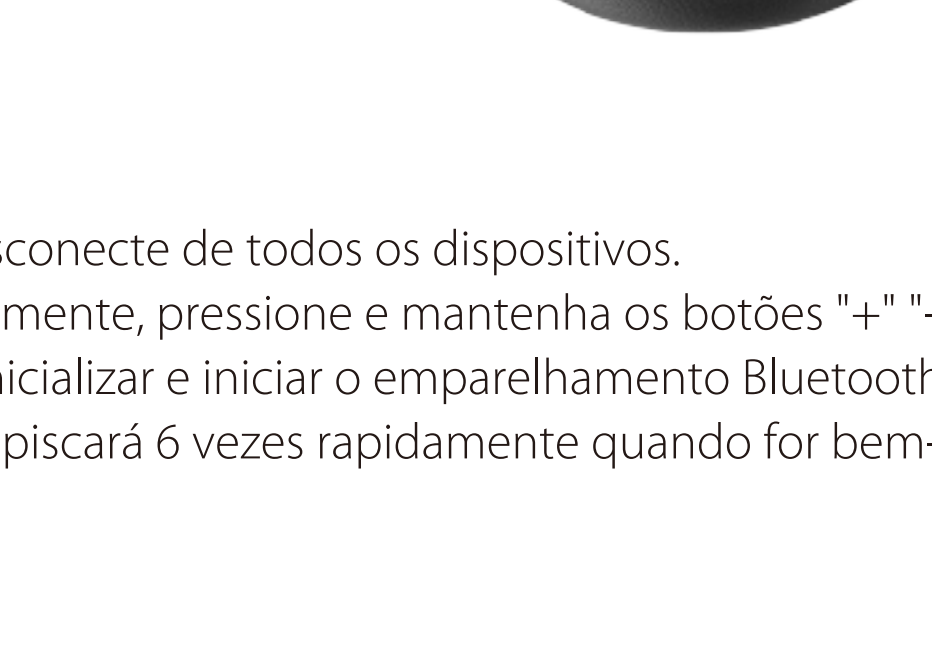 sconecte de todos os dispositivos.
mente, pressione e mantenha os botões "+" "-
nicializar e iniciar o emparelhamento Bluetooth
piscará 6 vezes rapidamente quando for bem-